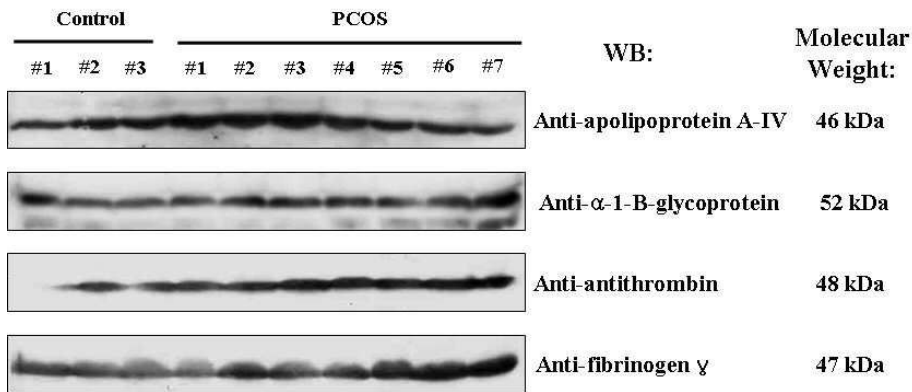 Control PCOS
WB: Molecular Weight:
#1 #2 #3 #1 #2 #3 #4 #5 #6 #7
Anti-apolipoprotein A-IV 46 kDa
Anti-α-1-B-glycoprotein 52 kDa
Anti-antithrombin 48 kDa
Anti-fibrinogen γ 47 kDa